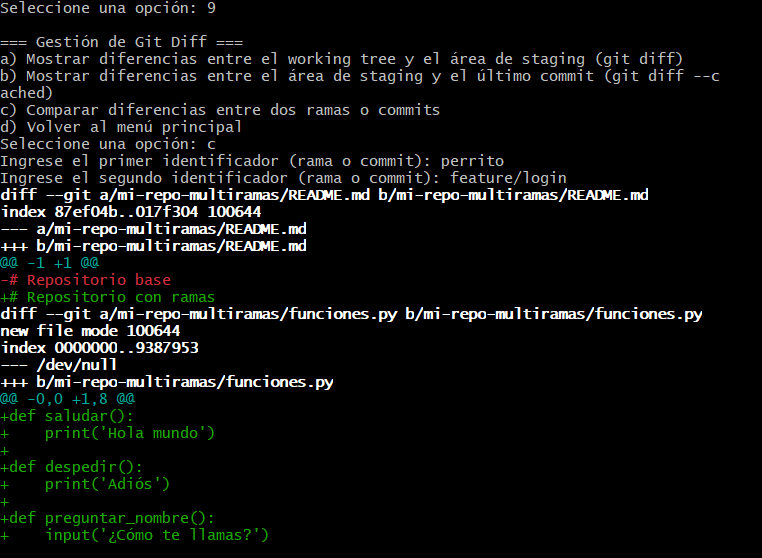 Seleccione una opción: 9

=== Gestión de Git Diff ===
a) Mostrar diferencias entre el working tree y el área de staging (git diff)
b) Mostrar diferencias entre el área de staging y el último commit (git diff --c
ached)
c) Comparar diferencias entre dos ramas o commits
d) Volver al menú principal
Seleccione una opción: c
Ingrese el primer identificador (rama o commit): perrito
Ingrese el segundo identificador (rama o commit): feature/login
diff --git a/mi-repo-multiramas/README.md b/mi-repo-multiramas/README.md
index 87ef04b..017f304 100644
--- a/mi-repo-multiramas/README.md
+++ b/mi-repo-multiramas/README.md
@@ -1 +1 @@
-# Repositorio base
+# Repositorio con ramas
diff --git a/mi-repo-multiramas/funciones.py b/mi-repo-multiramas/funciones.py
new file mode 100644
index 0000000..9387953
--- /dev/null
+++ b/mi-repo-multiramas/funciones.py
@@ -0,0 +1,8 @@
+def saludar():
+    print('Hola mundo')
+
+def despedir():
+    print('Adiós')
+
+def preguntar_nombre():
+    input('¿Cómo te llamas?')